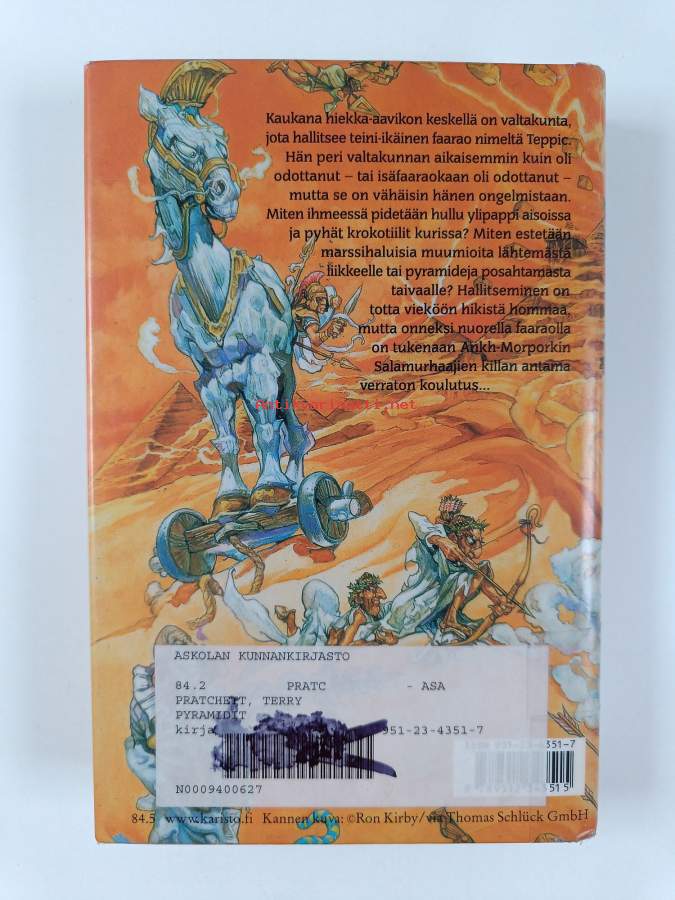 Kaukana hiekka-aavikon keskellä on valtakunta,
jota hallitsee teini-ikäinen faarao nimeltä Teppic.
Hän peri valtakunnan aikaisemmin kuin oli
odottanut – tai isäfaaraokaan oli odottanut –
mutta se on vähäisin hänen ongelmistaan.
Miten ihmeessä pidetään hullu ylipappi aisoissa
ja pyhät krokotiilit kurissa? Miten estetään
marssihaluisia muumioita lähtemästä
liikkeelle tai pyramideja posahtamasta
taivaalle? Hallitseminen on
totta vieköön hikistä hommaa,
mutta onneksi nuorella faaraolla
on tukenaan Ankh-Morporkin
Salamurhaajien killan antama
verraton koulutus...
ASKOLAN KUNNANKIRJASTO
84.2 PRATC - ASA
PRATCHETT, TERRY
PYRAMIDIT
kirja 951-23-4351-7
N0009400627
84.5 www.karisto.fi Kannen kuva: ©Ron Kirby/via Thomas Schlück GmbH